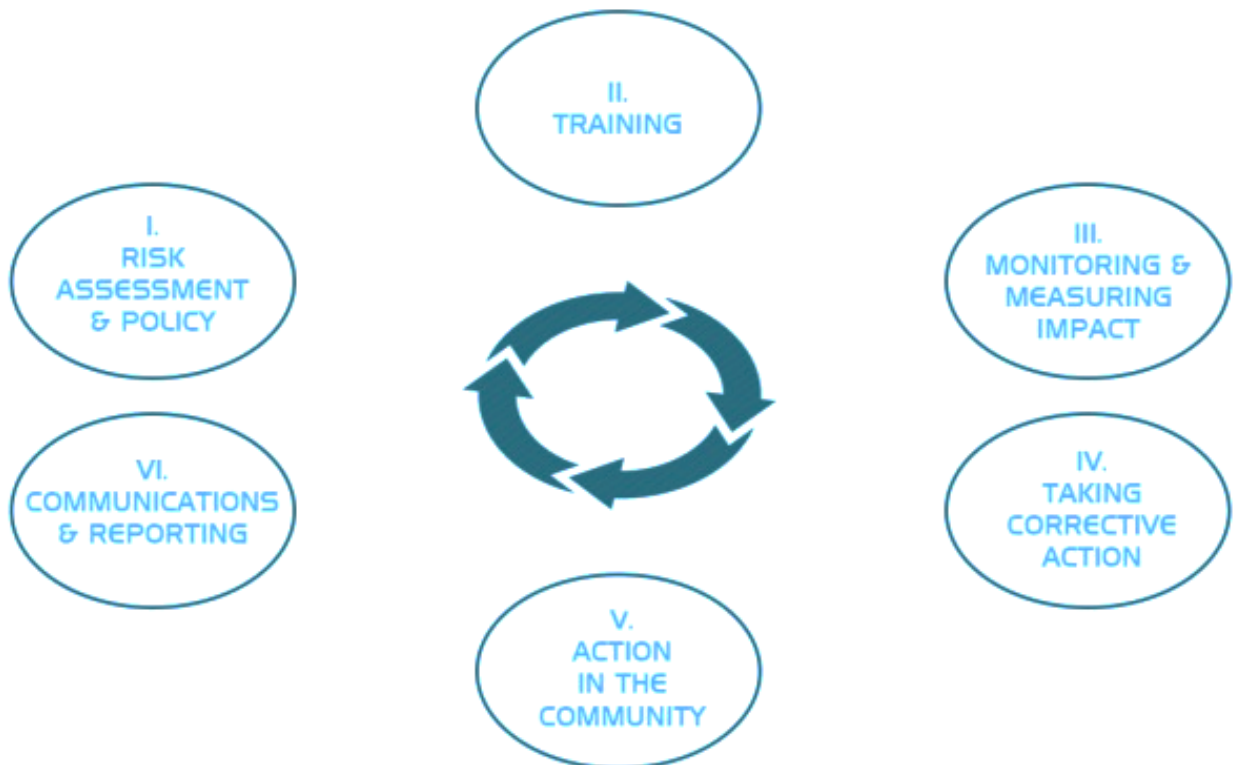 I.
RISK
ASSESSMENT
& POLICY
II.
TRAINING
III.
MONITORING &
MEASURING
IMPACT
IV.
TAKING
CORRECTIVE
ACTION
V.
ACTION
IN THE
COMMUNITY
VI.
COMMUNICATIONS
& REPORTING